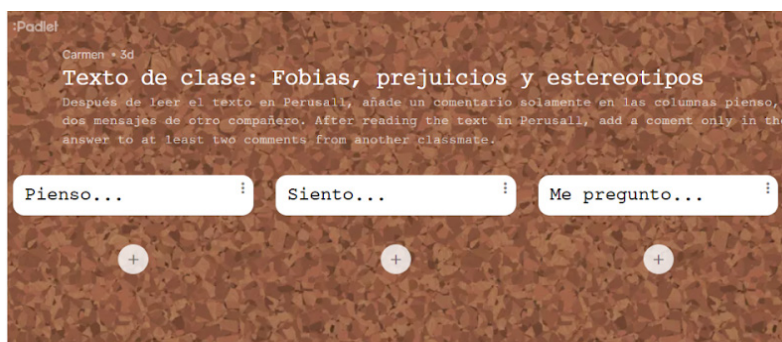 :Padlet
Carmen • 3d
Texto de clase: Fobias, prejuicios y estereotipos
Después de leer el texto en Perusall, añade un comentario solamente en las columnas pienso,
dos mensajes de otro compañero. After reading the text in Perusall, add a coment only in the
answer to at least two comments from another classmate.
Pienso...
Siento...
Me pregunto...